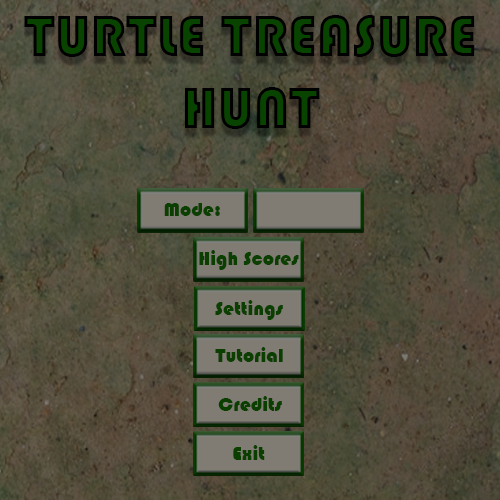 TURTLE TREASURE
HUNT
Mode:
High Scores
Settings
Tutorial
Credits
Exit